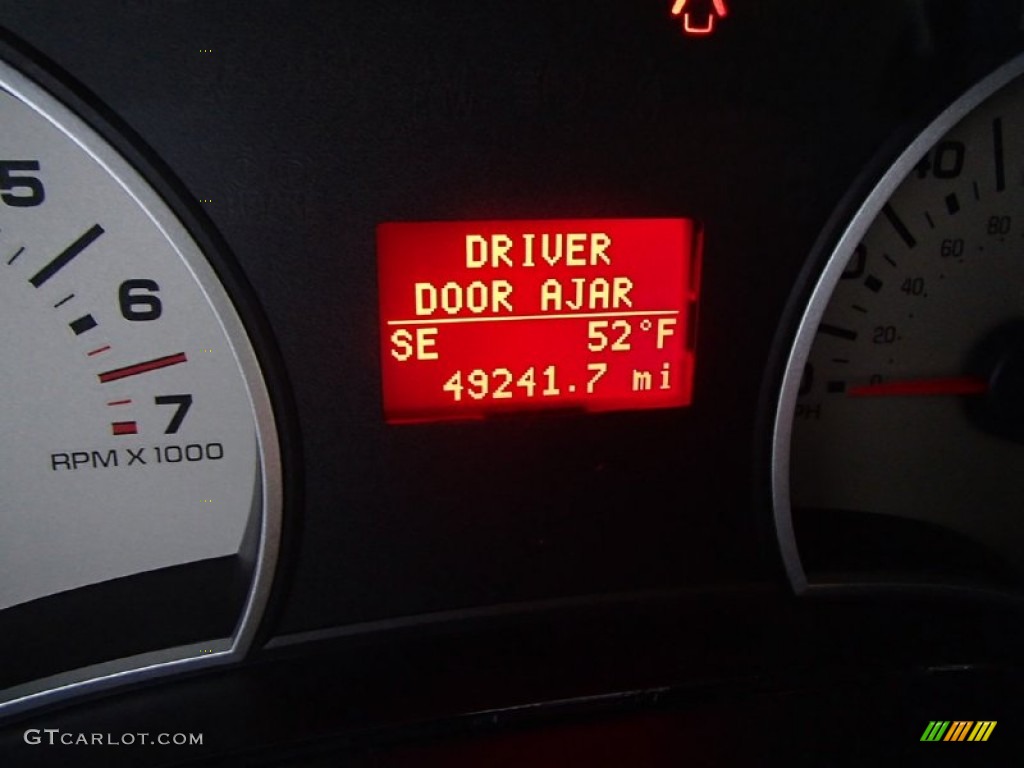 5
6
7
RPM X 1000
DRIVER
DOOR AJAR
SE 52°F
49241.7 mi
40
80
60
40
20
0
GTCARLOT.COM